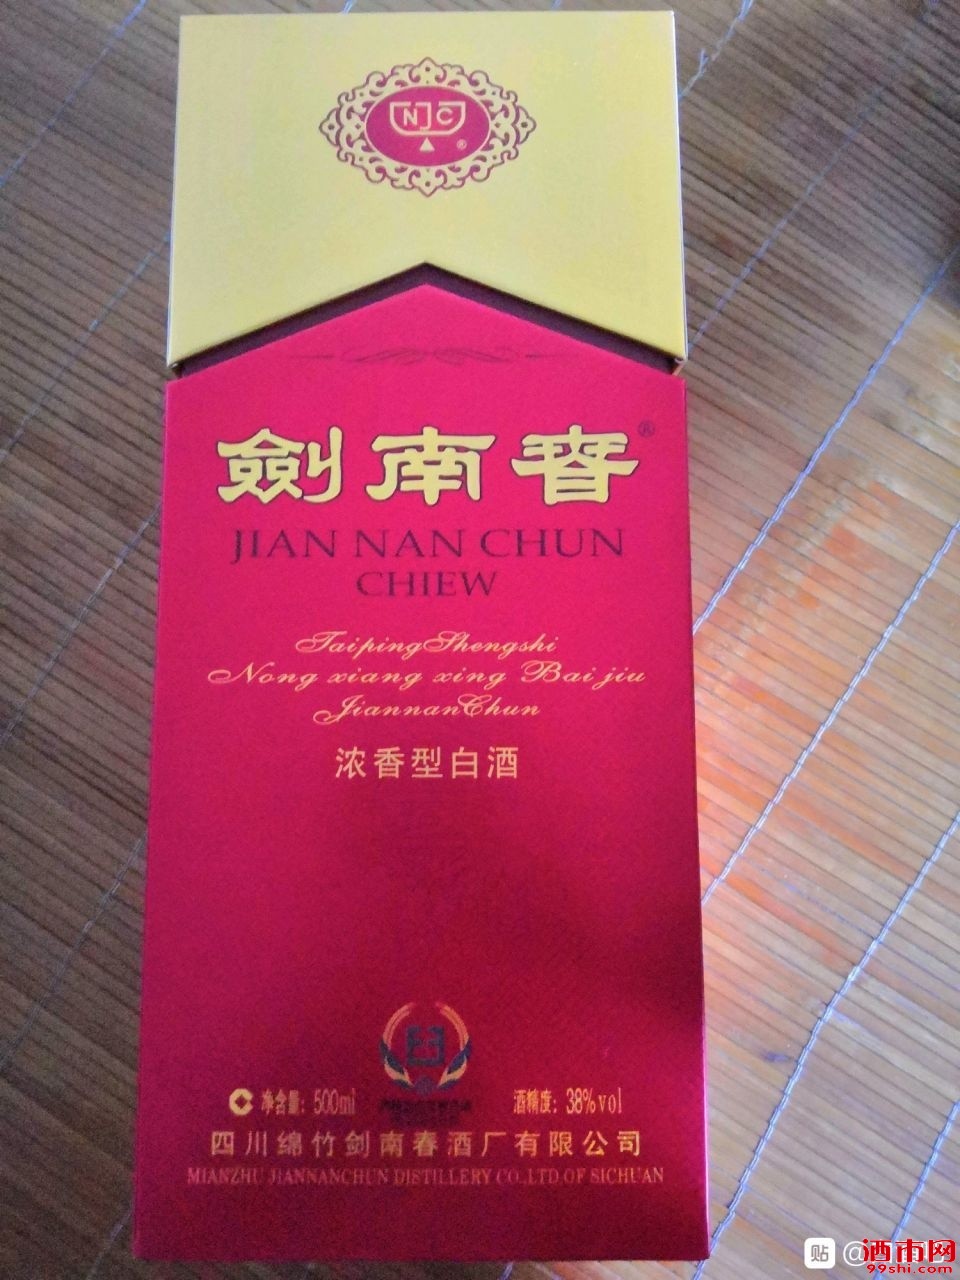 NJC
®
劍南春®
JIAN NAN CHUN
CHIEW
TaipingShengshi
Nong xiang xing Bai jiu
JiannanChun
浓香型白酒
净含量：500ml 酒精度：38%vol
四川绵竹剑南春酒厂有限公司
MIANZHU JIANNANCHUN DISTILLERY CO.,LTD.OF SICHUAN
贴 @
酒市网
99shi.com